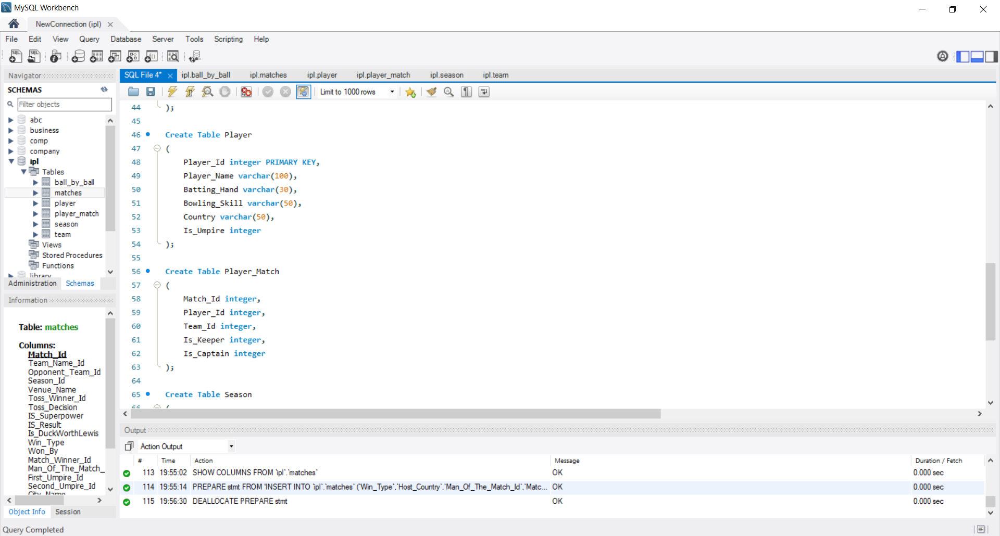 MySQL Workbench
NewConnection (ipl)
File Edit View Query Database Server Tools Scripting Help
Navigator
SCHEMAS
Filter objects
abc
business
comp
company
ipl
Tables
ball_by_ball
matches
player
player_match
season
team
Views
Stored Procedures
Functions
library
Administration Schemas
Information
Table: matches
Columns:
Match_Id
Team_Name_Id
Opponent_Team_Id
Season_Id
Venue_Name
Toss_Winner_Id
Toss_Decision
IS_Superpower
IS_Result
Is_DuckWorthLewis
Win_Type
Won_By
Match_Winner_Id
Man_Of_The_Match_
First_Umpire_Id
Second_Umpire_Id
City_Name
Object Info Session
SQL File 4* ipl.ball_by_ball ipl.matches ipl.player ipl.player_match ipl.season ipl.team
Limit to 1000 rows
44 );
45
46 Create Table Player
47 (
48 Player_Id integer PRIMARY KEY,
49 Player_Name varchar(100),
50 Batting_Hand varchar(30),
51 Bowling_Skill varchar(50),
52 Country varchar(50),
53 Is_Umpire integer
54 );
55
56 Create Table Player_Match
57 (
58 Match_Id integer,
59 Player_Id integer,
60 Team_Id integer,
61 Is_Keeper integer,
62 Is_Captain integer
63 );
64
65 Create Table Season
66 (
Output
Action Output
# Time Action Message Duration / Fetch
113 19:55:02 SHOW COLUMNS FROM `ipl`.`matches` OK 0.000 sec
114 19:55:14 PREPARE stmt FROM 'INSERT INTO `ipl`.`matches` (`Win_Type`,`Host_Country`,`Man_Of_The_Match_Id`,`Matc... OK 0.000 sec
115 19:56:30 DEALLOCATE PREPARE stmt OK 0.000 sec
Query Completed